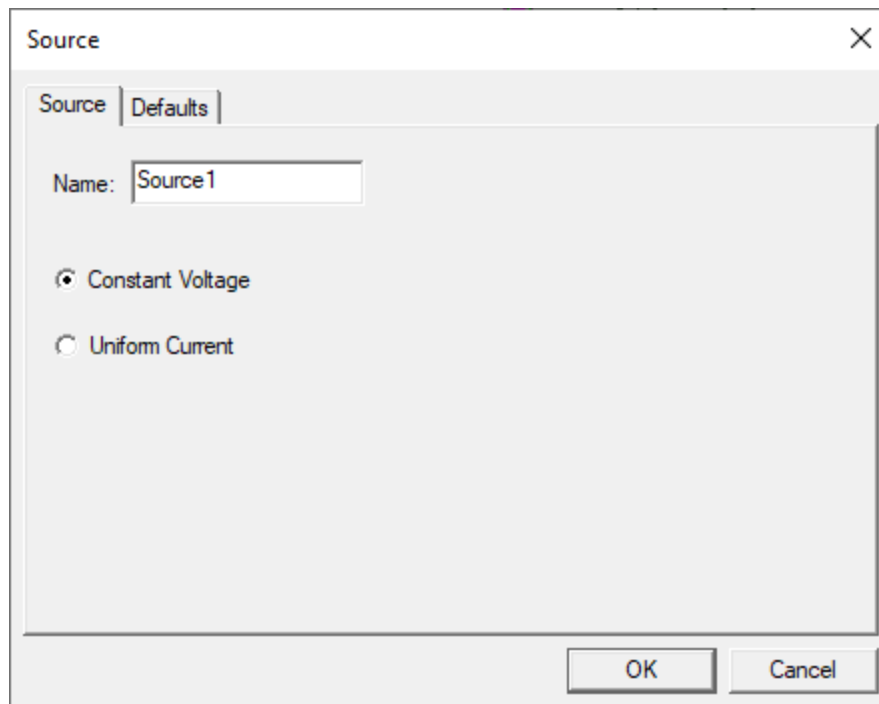 Source
Source Defaults
Name: Source1
Constant Voltage
Uniform Current
OK Cancel